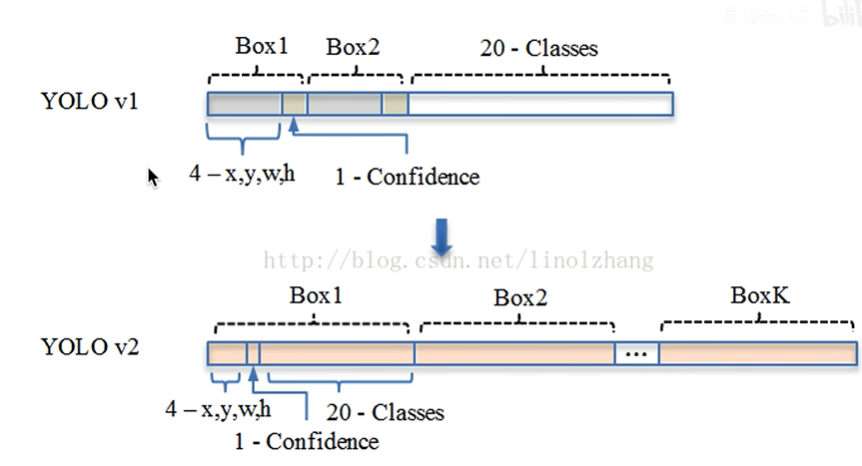 Box1
Box2
20 - Classes
YOLO v1
4 – x,y,w,h
1 - Confidence
http://blog.csdn.net/linolzhang
Box1
Box2
BoxK
YOLO v2
...
4 – x,y,w,h
20 - Classes
1 - Confidence